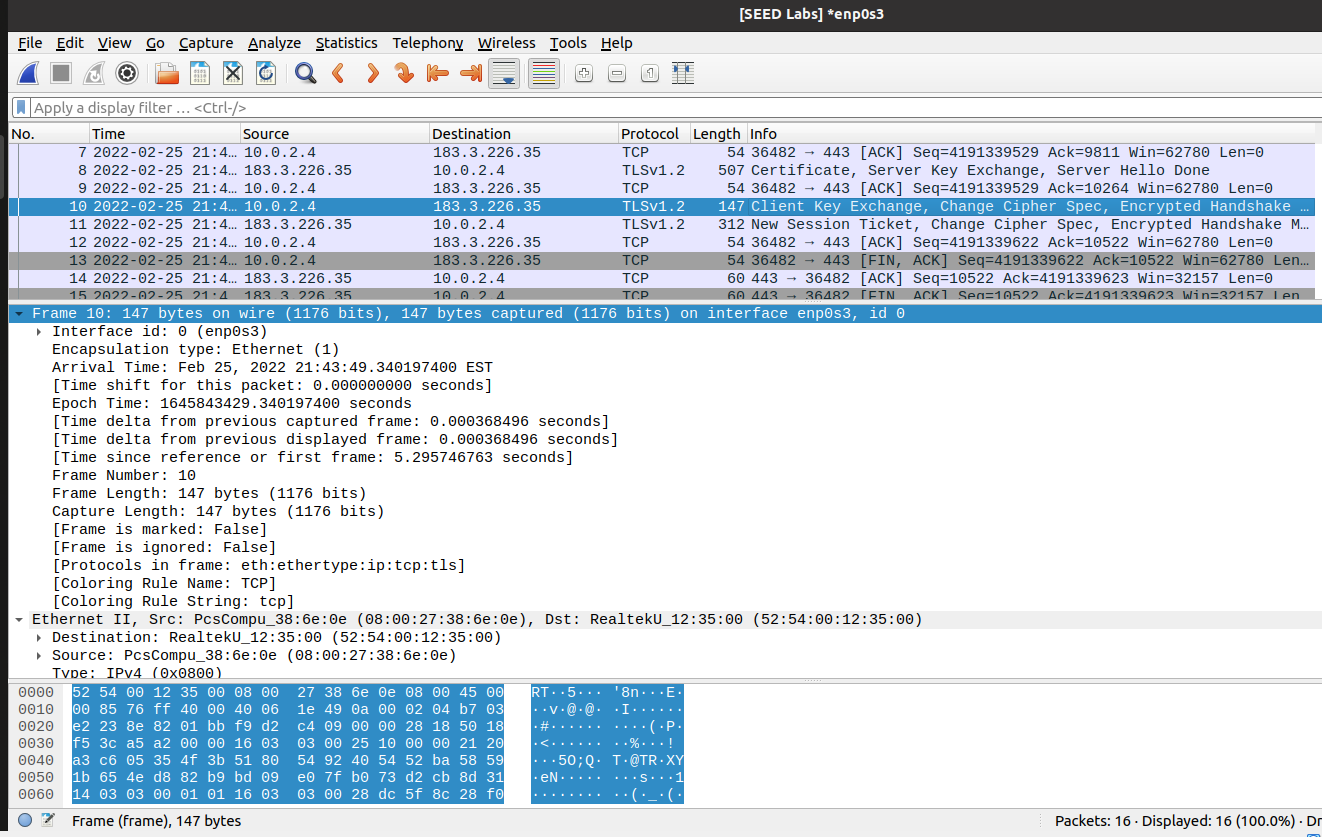 [SEED Labs] *enp0s3
File Edit View Go Capture Analyze Statistics Telephony Wireless Tools Help
Apply a display filter … <Ctrl-/>
No. Time Source Destination Protocol Length Info
7 2022-02-25 21:4… 10.0.2.4 183.3.226.35 TCP 54 36482 → 443 [ACK] Seq=4191339529 Ack=9811 Win=62780 Len=0
8 2022-02-25 21:4… 183.3.226.35 10.0.2.4 TLSv1.2 507 Certificate, Server Key Exchange, Server Hello Done
9 2022-02-25 21:4… 10.0.2.4 183.3.226.35 TCP 54 36482 → 443 [ACK] Seq=4191339529 Ack=10264 Win=62780 Len=0
10 2022-02-25 21:4… 10.0.2.4 183.3.226.35 TLSv1.2 147 Client Key Exchange, Change Cipher Spec, Encrypted Handshake …
11 2022-02-25 21:4… 183.3.226.35 10.0.2.4 TLSv1.2 312 New Session Ticket, Change Cipher Spec, Encrypted Handshake M…
12 2022-02-25 21:4… 10.0.2.4 183.3.226.35 TCP 54 36482 → 443 [ACK] Seq=4191339622 Ack=10522 Win=62780 Len=0
13 2022-02-25 21:4… 10.0.2.4 183.3.226.35 TCP 54 36482 → 443 [FIN, ACK] Seq=4191339622 Ack=10522 Win=62780 Len…
14 2022-02-25 21:4… 183.3.226.35 10.0.2.4 TCP 60 443 → 36482 [ACK] Seq=10522 Ack=4191339623 Win=32157 Len=0
15 2022-02-25 21:4… 183.3.226.35 10.0.2.4 TCP 60 443 → 36482 [FIN, ACK] Seq=10522 Ack=4191339623 Win=32157 Len…
Frame 10: 147 bytes on wire (1176 bits), 147 bytes captured (1176 bits) on interface enp0s3, id 0
Interface id: 0 (enp0s3)
Encapsulation type: Ethernet (1)
Arrival Time: Feb 25, 2022 21:43:49.340197400 EST
[Time shift for this packet: 0.000000000 seconds]
Epoch Time: 1645843429.340197400 seconds
[Time delta from previous captured frame: 0.000368496 seconds]
[Time delta from previous displayed frame: 0.000368496 seconds]
[Time since reference or first frame: 5.295746763 seconds]
Frame Number: 10
Frame Length: 147 bytes (1176 bits)
Capture Length: 147 bytes (1176 bits)
[Frame is marked: False]
[Frame is ignored: False]
[Protocols in frame: eth:ethertype:ip:tcp:tls]
[Coloring Rule Name: TCP]
[Coloring Rule String: tcp]
Ethernet II, Src: PcsCompu_38:6e:0e (08:00:27:38:6e:0e), Dst: RealtekU_12:35:00 (52:54:00:12:35:00)
Destination: RealtekU_12:35:00 (52:54:00:12:35:00)
Source: PcsCompu_38:6e:0e (08:00:27:38:6e:0e)
Type: IPv4 (0x0800)
0000 52 54 00 12 35 00 08 00 27 38 6e 0e 08 00 45 00 RT··5··· '8n···E·
0010 00 85 76 ff 40 00 40 06 1e 49 0a 00 02 04 b7 03 ··v·@·@· ·I······
0020 e2 23 8e 82 01 bb f9 d2 c4 09 00 00 28 18 50 18 ·#······ ····(·P·
0030 f5 3c a5 a2 00 00 16 03 03 00 25 10 00 00 21 20 ·<······ ··%···!
0040 a3 c6 05 35 4f 3b 51 80 54 92 40 54 52 ba 58 59 ···5O;Q· T·@TR·XY
0050 1b 65 4e d8 82 b9 bd 09 e0 7f b0 73 d2 cb 8d 31 ·eN····· ···s···1
0060 14 03 03 00 01 01 16 03 03 00 28 dc 5f 8c 28 f0 ········ ··(·_·(·
Frame (frame), 147 bytes Packets: 16 · Displayed: 16 (100.0%) · Dr